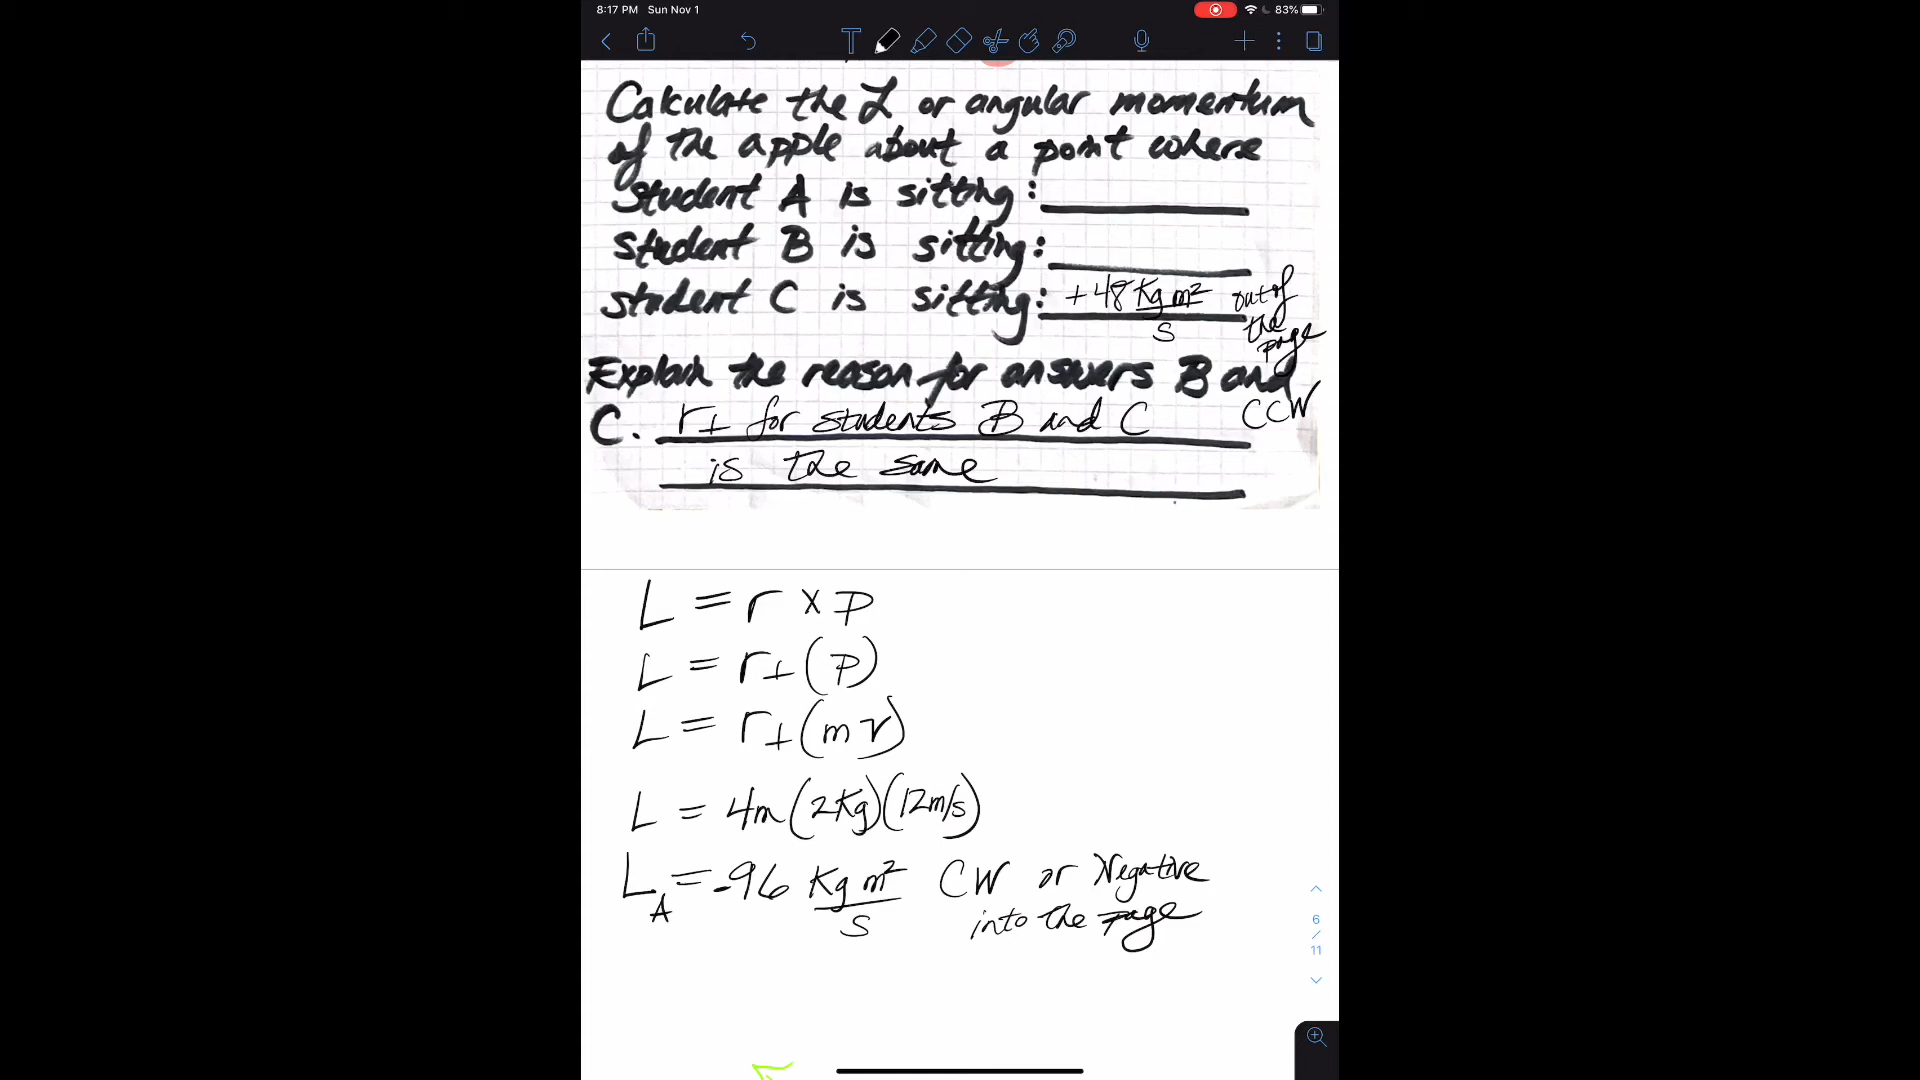 8:17 PM Sun Nov 1
83%
Calculate the L or angular momentum
of the apple about a point where
student A is sitting:
student B is sitting:
student C is sitting: +48 Kg m²/s out of the page
Explain the reason for answers B and
CCW
C. r⊥ for students B and C
is the same
L = r x P
L = r⊥(P)
L = r⊥(mv)
L = 4m(2Kg)(12m/s)
L_A = -96 Kg m²/s CW or Negative
into the Page
6
/
11